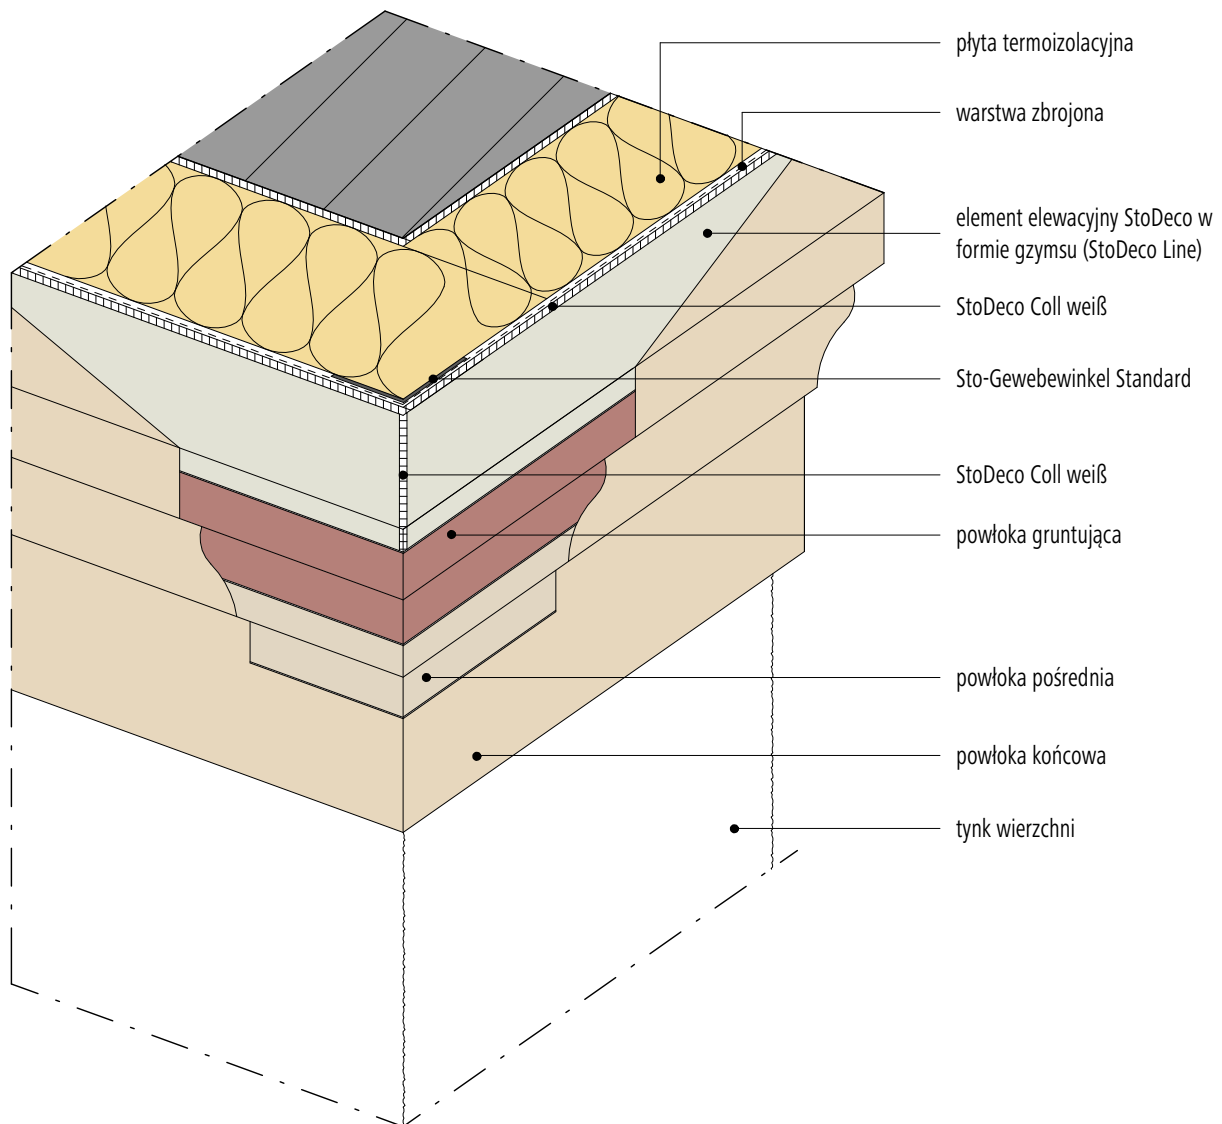 płyta termoizolacyjna
warstwa zbrojona
element elewacyjny StoDeco w
formie gzymsu (StoDeco Line)
StoDeco Coll weiß
Sto-Gewebewinkel Standard
StoDeco Coll weiß
powłoka gruntująca
powłoka pośrednia
powłoka końcowa
tynk wierzchni